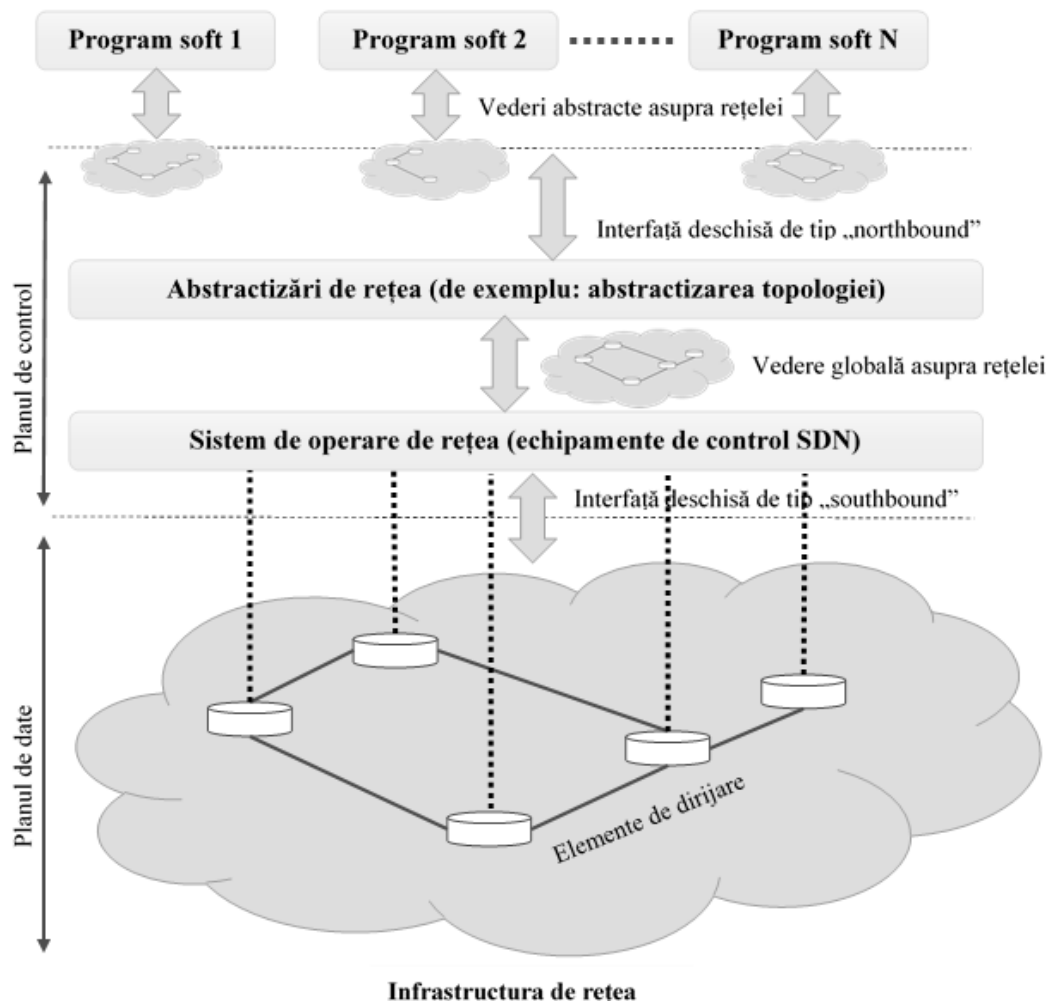 Program soft 1
Program soft 2
Program soft N
Vederi abstracte asupra rețelei
Interfață deschisă de tip „northbound”
Abstractizări de rețea (de exemplu: abstractizarea topologiei)
Vedere globală asupra rețelei
Planul de control
Sistem de operare de rețea (echipamente de control SDN)
Interfață deschisă de tip „southbound”
Planul de date
Elemente de dirijare
Infrastructura de rețea